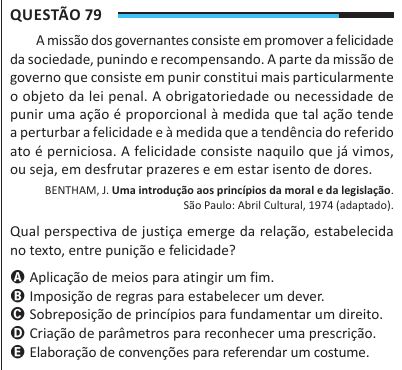 QUESTÃO 79
A missão dos governantes consiste em promover a felicidade
da sociedade, punindo e recompensando. A parte da missão de
governo que consiste em punir constitui mais particularmente
o objeto da lei penal. A obrigatoriedade ou necessidade de
punir uma ação é proporcional à medida que tal ação tende
a perturbar a felicidade e à medida que a tendência do referido
ato é perniciosa. A felicidade consiste naquilo que já vimos,
ou seja, em desfrutar prazeres e em estar isento de dores.
BENTHAM, J. Uma introdução aos princípios da moral e da legislação.
São Paulo: Abril Cultural, 1974 (adaptado).
Qual perspectiva de justiça emerge da relação, estabelecida
no texto, entre punição e felicidade?
A Aplicação de meios para atingir um fim.
B Imposição de regras para estabelecer um dever.
C Sobreposição de princípios para fundamentar um direito.
D Criação de parâmetros para reconhecer uma prescrição.
E Elaboração de convenções para referendar um costume.